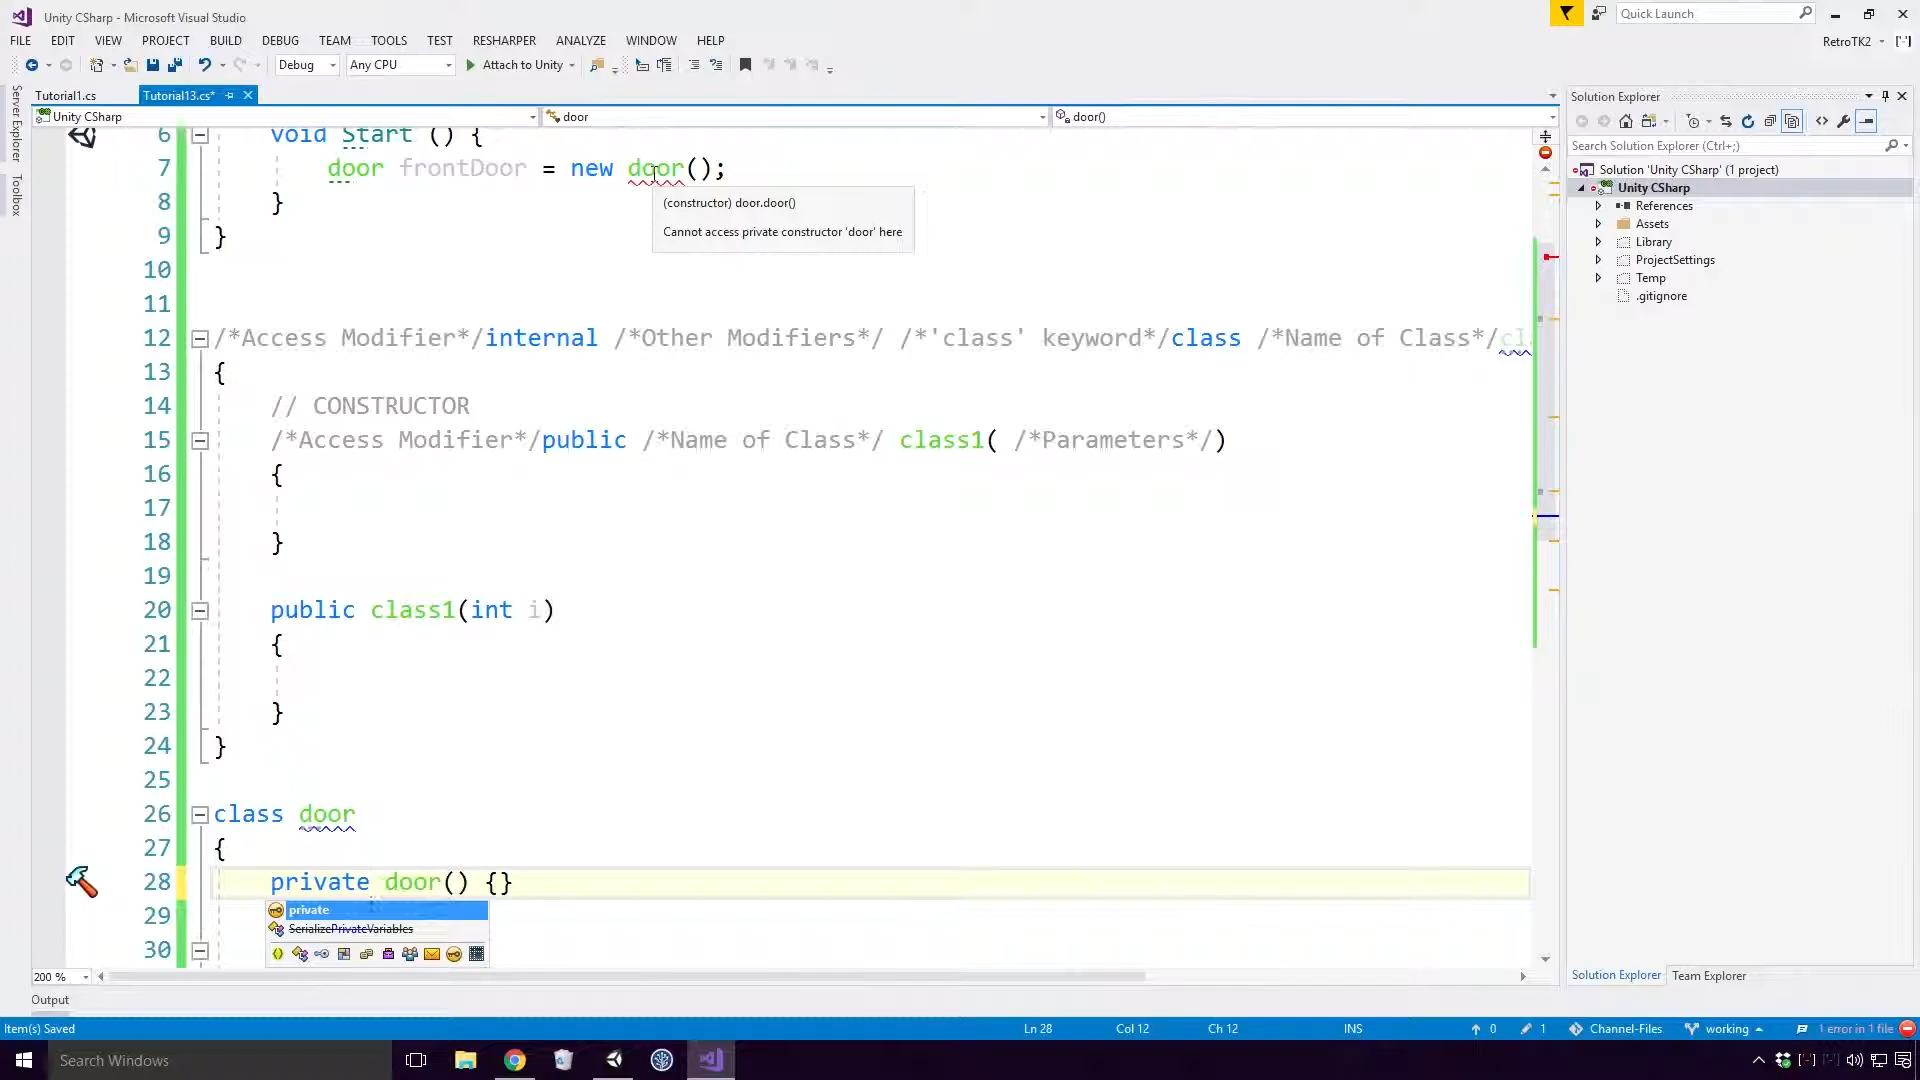 Unity CSharp - Microsoft Visual Studio
Quick Launch
FILE EDIT VIEW PROJECT BUILD DEBUG TEAM TOOLS TEST RESHARPER ANALYZE WINDOW HELP
RetroTK2
Debug Any CPU Attach to Unity
Server Explorer
Toolbox
Tutorial1.cs Tutorial13.cs*
Unity CSharp door door()
6 void Start () {
7 door frontDoor = new door();
8 }
9 }
(constructor) door.door()
Cannot access private constructor 'door' here
10
11
12 /*Access Modifier*/internal /*Other Modifiers*/ /*'class' keyword*/class /*Name of Class*/cl
13 {
14 // CONSTRUCTOR
15 /*Access Modifier*/public /*Name of Class*/ class1( /*Parameters*/)
16 {
17
18 }
19
20 public class1(int i)
21 {
22
23 }
24 }
25
26 class door
27 {
28 private door() {}
29
30
private
SerializePrivateVariables
200 %
Output
Item(s) Saved Ln 28 Col 12 Ch 12 INS 0 1 Channel-Files working 1 error in 1 file
Solution Explorer
Search Solution Explorer (Ctrl+;)
Solution 'Unity CSharp' (1 project)
Unity CSharp
References
Assets
Library
ProjectSettings
Temp
.gitignore
Solution Explorer Team Explorer
Search Windows